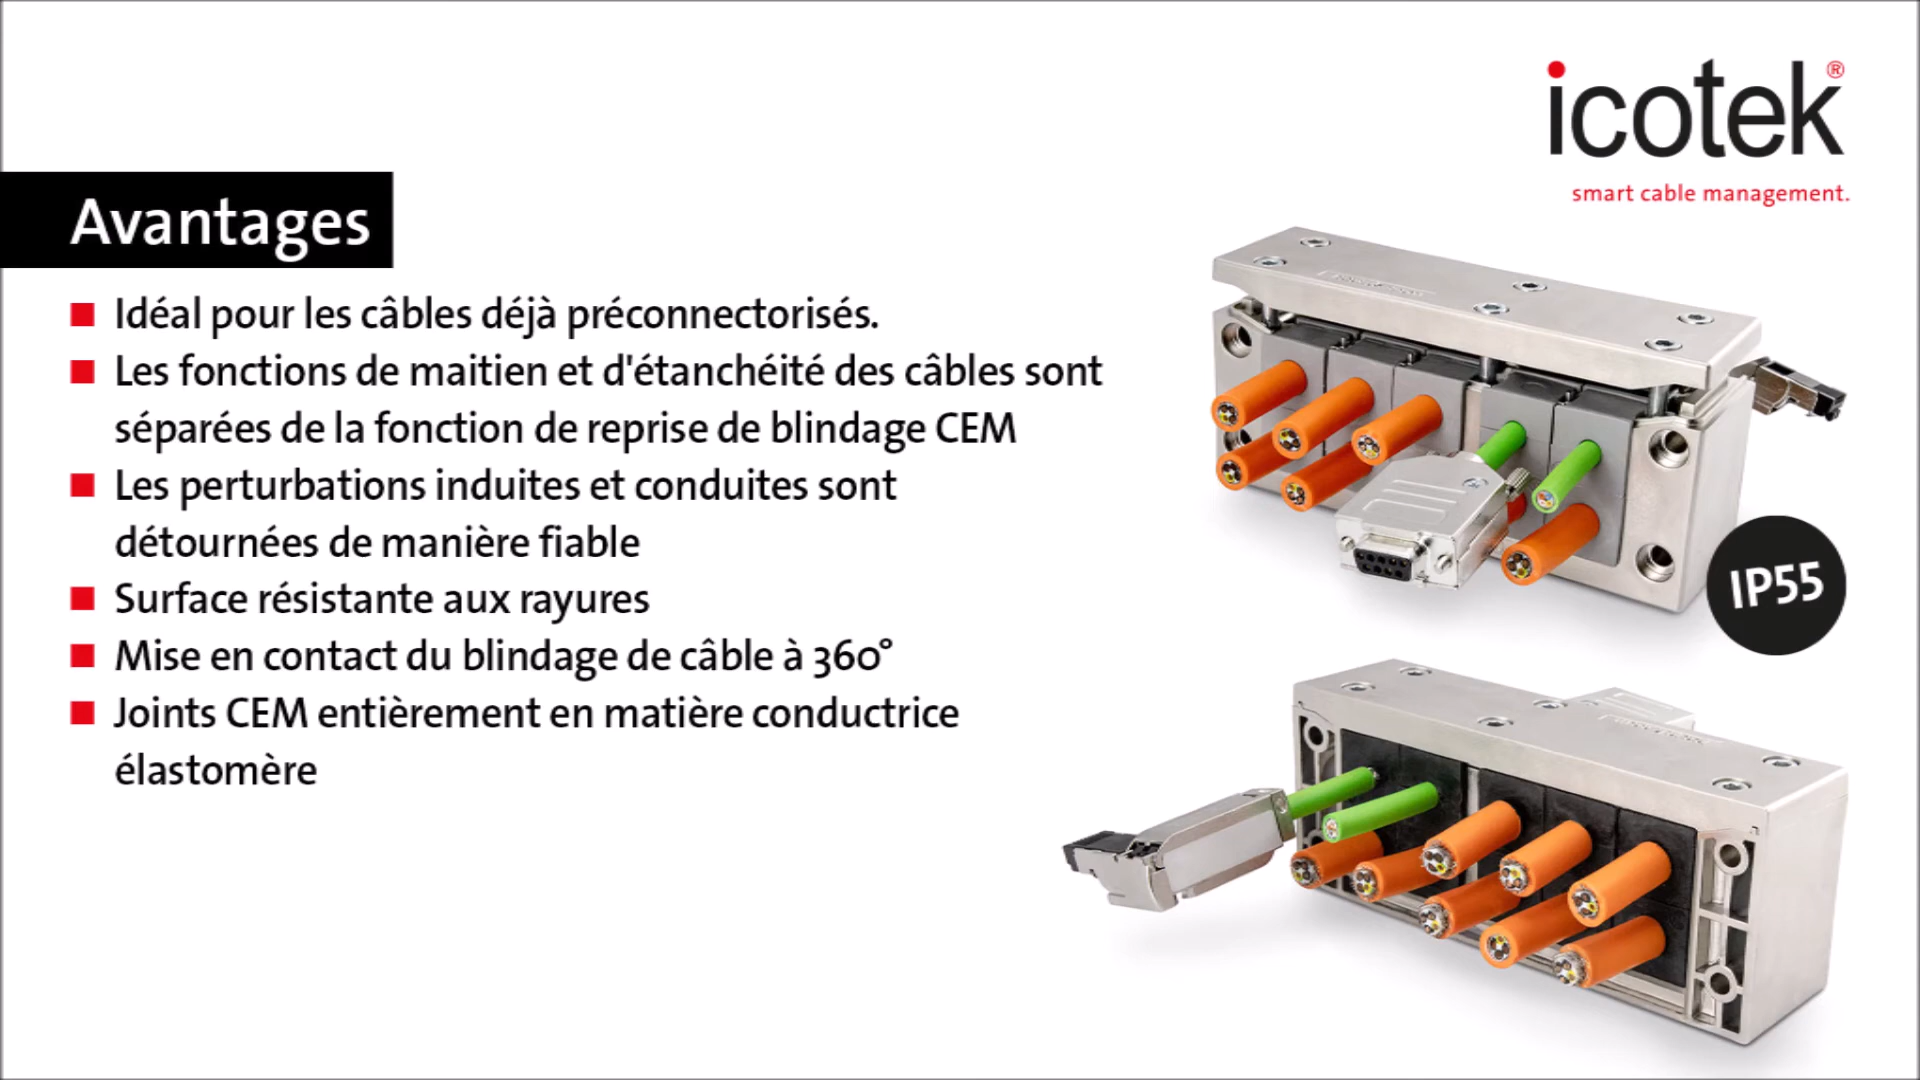 icotek®
smart cable management.
Avantages
Idéal pour les câbles déjà préconnectorisés.
Les fonctions de maitien et d'étanchéité des câbles sont
séparées de la fonction de reprise de blindage CEM
Les perturbations induites et conduites sont
détournées de manière fiable
Surface résistante aux rayures
Mise en contact du blindage de câble à 360°
Joints CEM entièrement en matière conductrice
élastomère
IP55